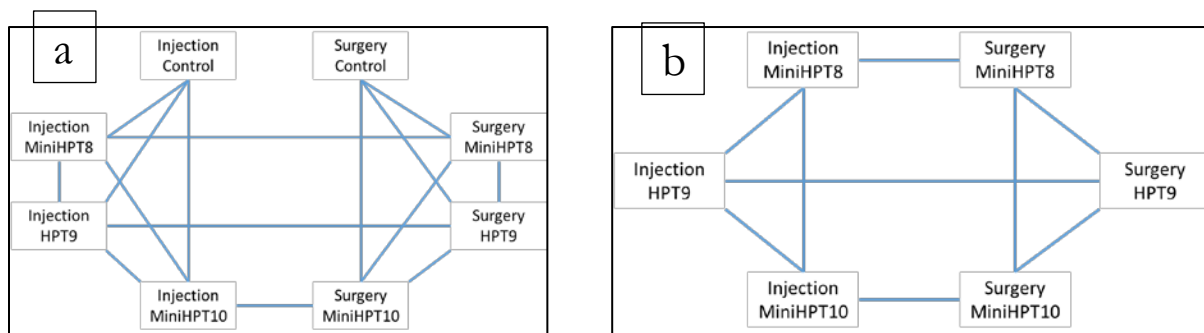 a
Injection
Control
Surgery
Control
Injection
MiniHPT8
Surgery
MiniHPT8
Injection
HPT9
Surgery
HPT9
Injection
MiniHPT10
Surgery
MiniHPT10
b
Injection
MiniHPT8
Surgery
MiniHPT8
Injection
HPT9
Surgery
HPT9
Injection
MiniHPT10
Surgery
MiniHPT10